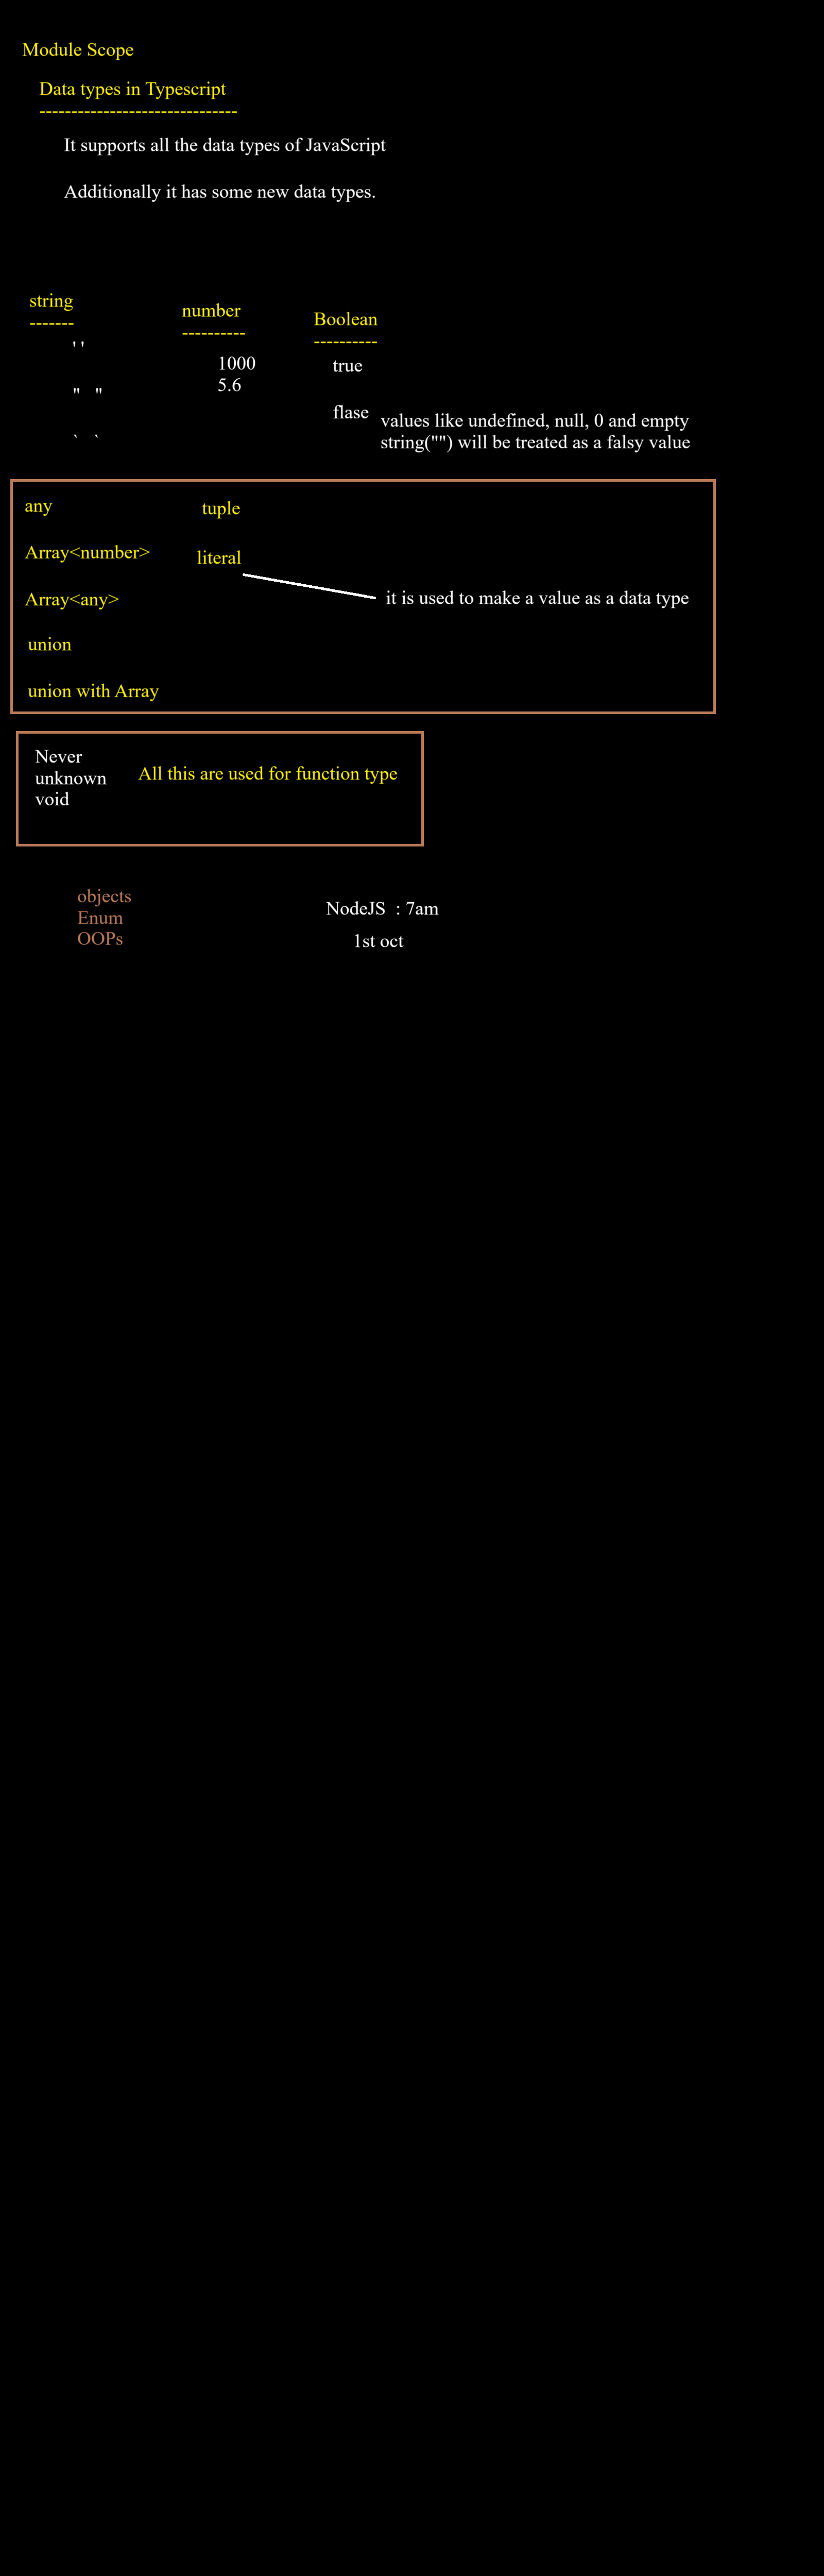 Module Scope
Data types in Typescript
-------------------------------
It supports all the data types of JavaScript
Additionally it has some new data types.
string
-------
' '
" "
` `
number
----------
1000
5.6
Boolean
----------
true
flase
values like undefined, null, 0 and empty
string("") will be treated as a falsy value
any
Array<number>
Array<any>
union
union with Array
tuple
literal
it is used to make a value as a data type
Never
unknown
void
All this are used for function type
objects
Enum
OOPs
NodeJS : 7am
1st oct